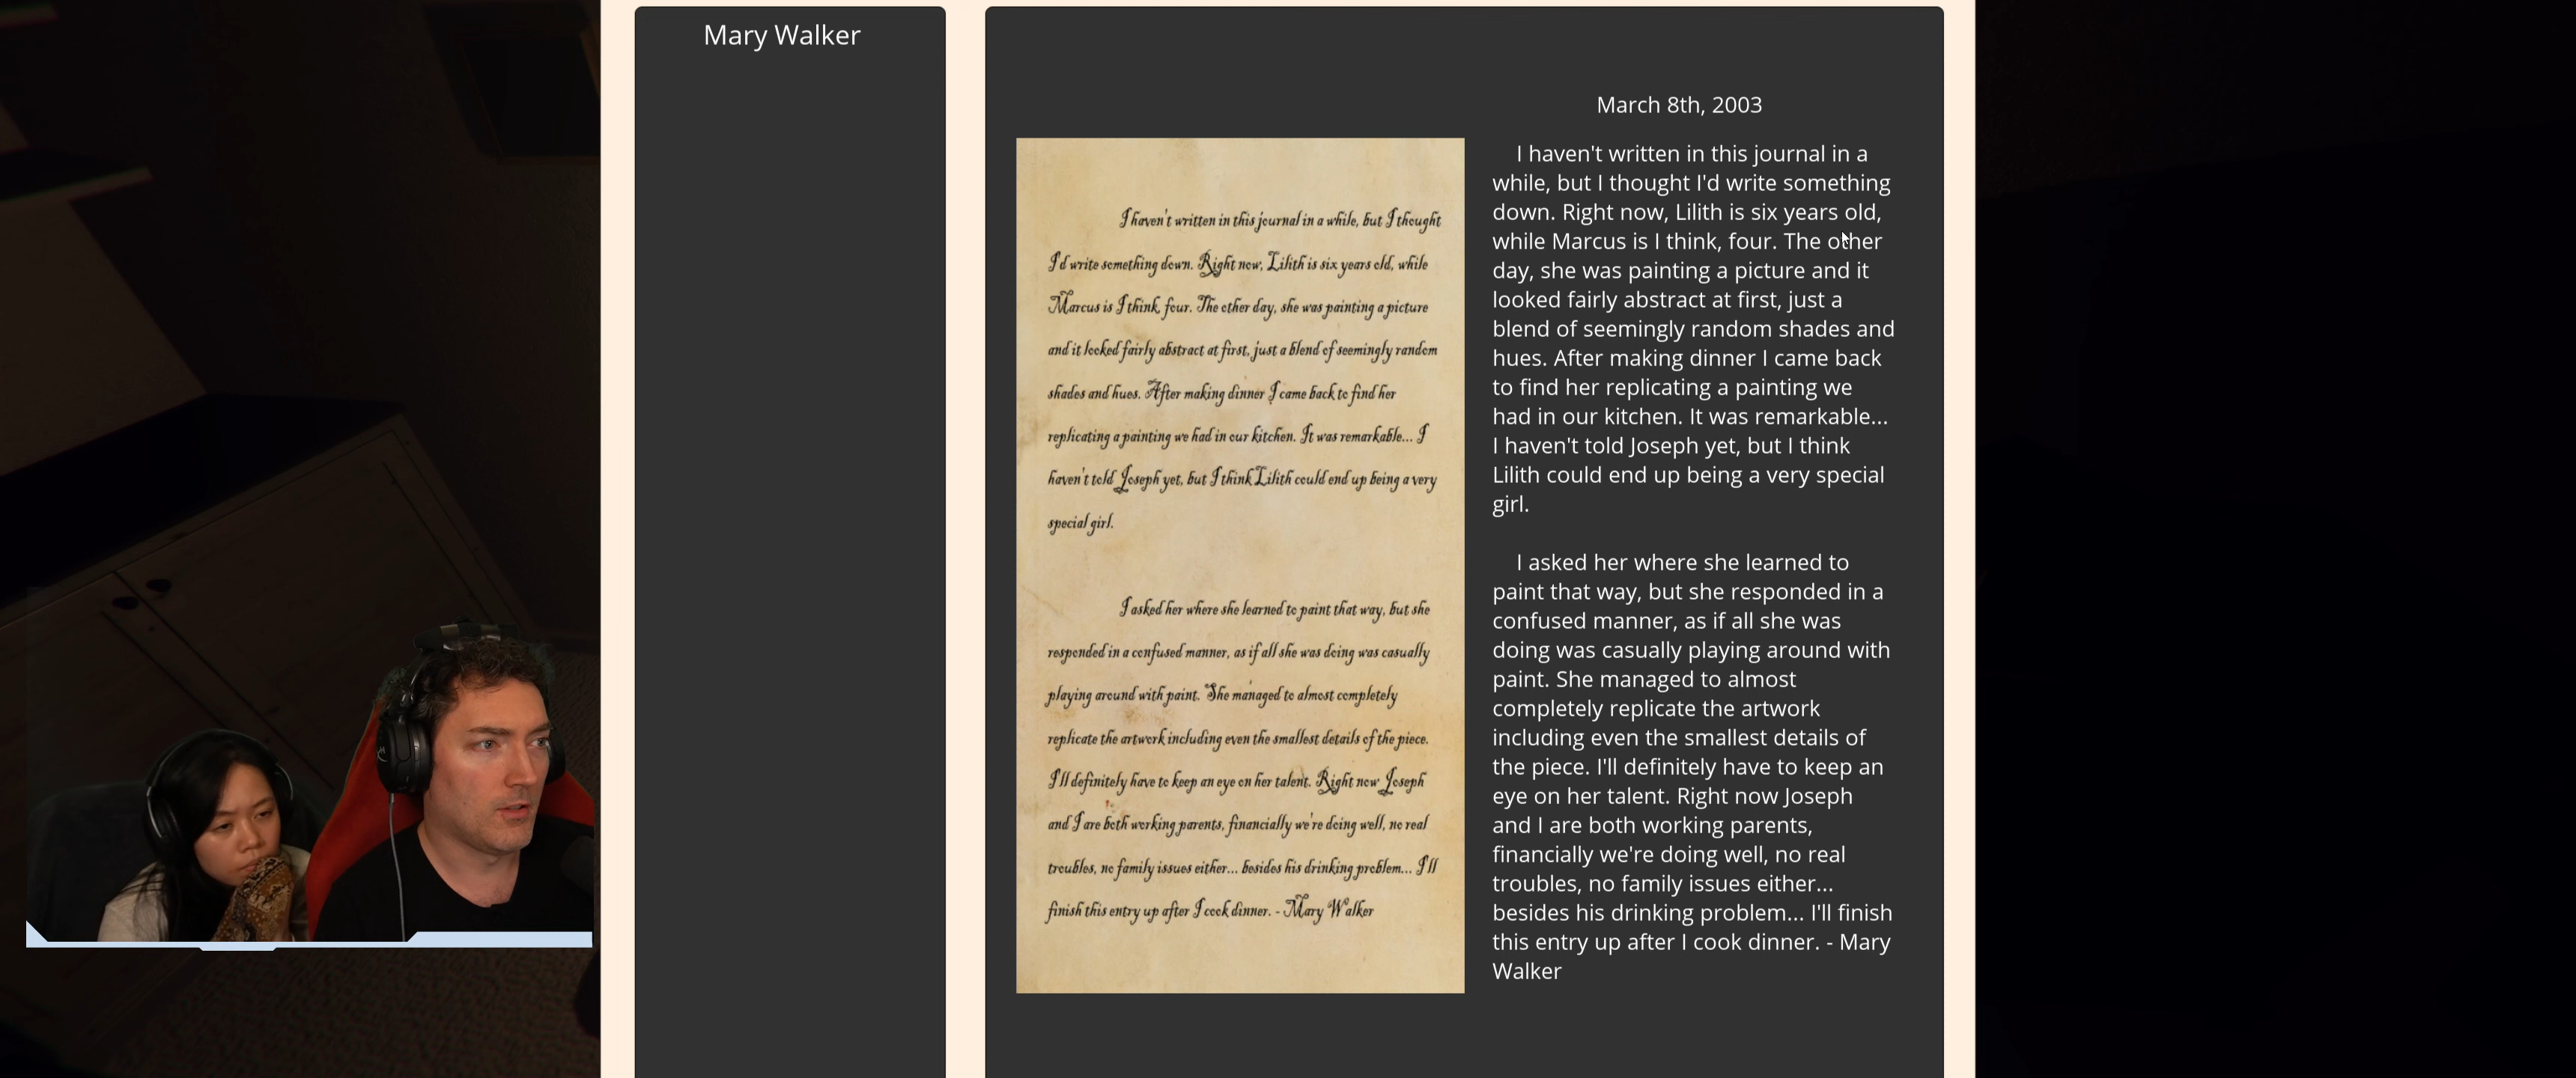 Mary Walker
March 8th, 2003
I haven't written in this journal in a while, but I thought
I'd write something down. Right now, Lilith is six years old, while
Marcus is I think, four. The other day, she was painting a picture
and it looked fairly abstract at first, just a blend of seemingly random
shades and hues. After making dinner I came back to find her
replicating a painting we had in our kitchen. It was remarkable... I
haven't told Joseph yet, but I think Lilith could end up being a very
special girl.
I asked her where she learned to paint that way, but she
responded in a confused manner, as if all she was doing was casually
playing around with paint. She managed to almost completely
replicate the artwork including even the smallest details of the piece.
I'll definitely have to keep an eye on her talent. Right now Joseph
and I are both working parents, financially we're doing well, no real
troubles, no family issues either... besides his drinking problem... I'll
finish this entry up after I cook dinner. - Mary Walker
I haven't written in this journal in a
while, but I thought I'd write something
down. Right now, Lilith is six years old,
while Marcus is I think, four. The other
day, she was painting a picture and it
looked fairly abstract at first, just a
blend of seemingly random shades and
hues. After making dinner I came back
to find her replicating a painting we
had in our kitchen. It was remarkable...
I haven't told Joseph yet, but I think
Lilith could end up being a very special
girl.
I asked her where she learned to
paint that way, but she responded in a
confused manner, as if all she was
doing was casually playing around with
paint. She managed to almost
completely replicate the artwork
including even the smallest details of
the piece. I'll definitely have to keep an
eye on her talent. Right now Joseph
and I are both working parents,
financially we're doing well, no real
troubles, no family issues either...
besides his drinking problem... I'll finish
this entry up after I cook dinner. - Mary
Walker